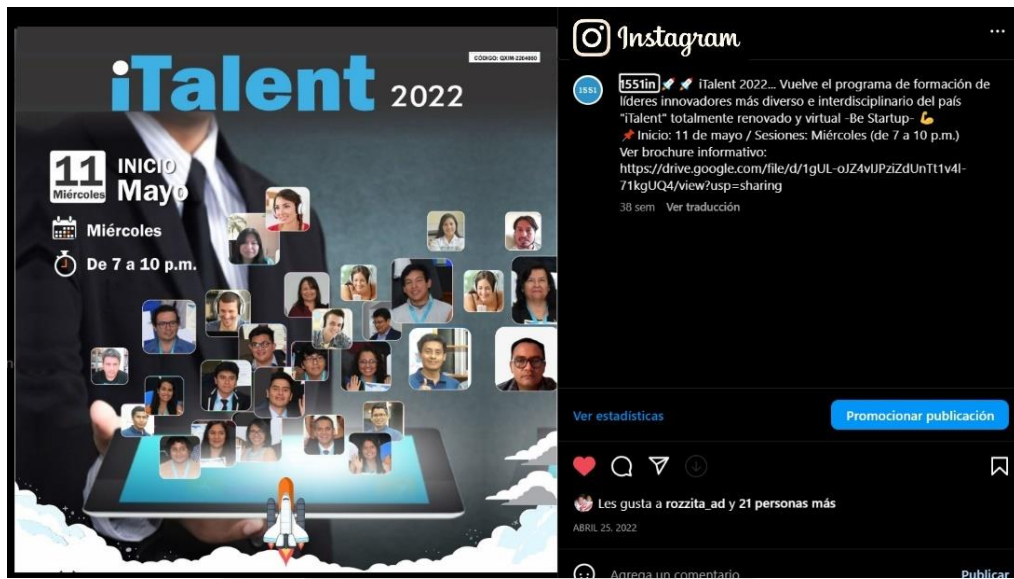 CÓDIGO: QXIM-2204080
iTalent 2022
11
Miércoles
INICIO
Mayo
Miércoles
De 7 a 10 p.m.
Instagram
1551
1551in 🚀 🚀 iTalent 2022... Vuelve el programa de formación de
líderes innovadores más diverso e interdisciplinario del país
"iTalent" totalmente renovado y virtual -Be Startup- 💪
📌 Inicio: 11 de mayo / Sesiones: Miércoles (de 7 a 10 p.m.)
Ver brochure informativo:
https://drive.google.com/file/d/1gUL-oJZ4vlJPziZdUnTt1v4l-
71kgUQ4/view?usp=sharing
38 sem Ver traducción
Ver estadísticas
Promocionar publicación
Les gusta a rozzita_ad y 21 personas más
ABRIL 25, 2022
Agrega un comentario
Publicar